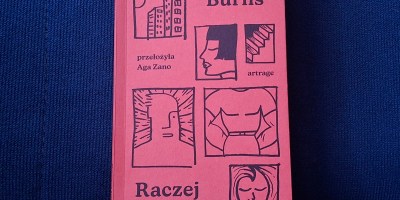 Burns
przełożyła
Aga Zano
artrage
Raczej